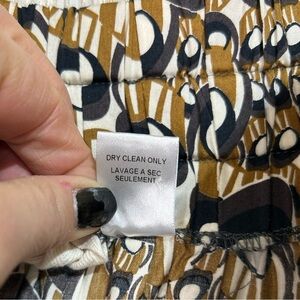 DRY CLEAN ONLY
LAVAGE A SEC
SEULEMENT